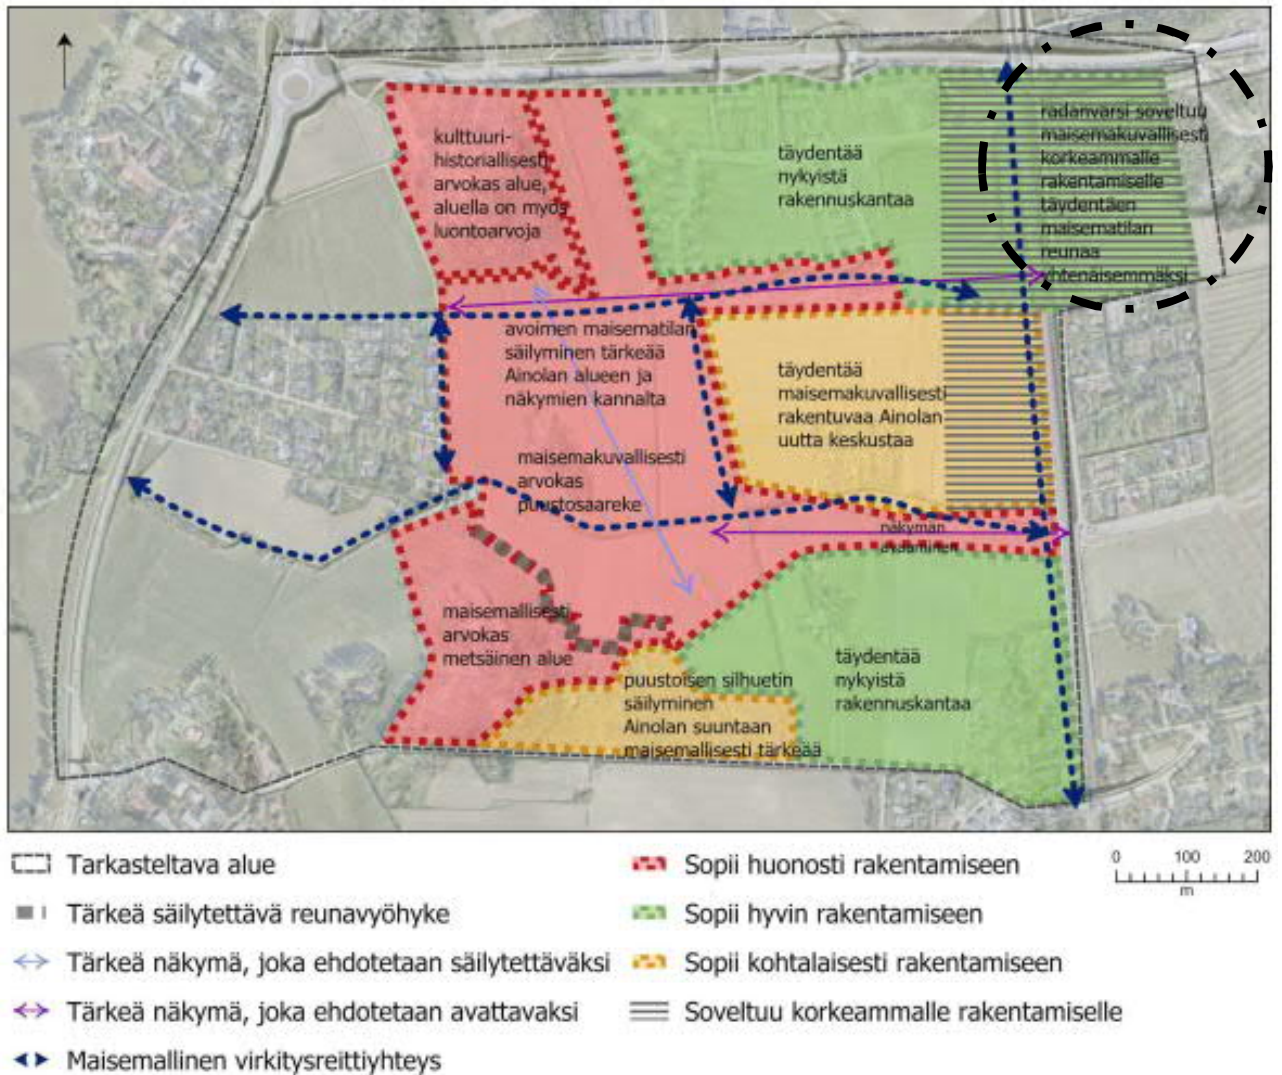 kulttuuri-
historiallisesti
arvokas alue,
aluella on myös
luontoarvoja
täydentää
nykyistä
rakennuskantaa
radanvarsi soveltuu
maisemakuvallisesti
korkeammalle
rakentamiselle
täydentäen
maisematilan
reunaa
yhtenäisemmäksi
avoimen maisematilan
säilyminen tärkeää
Ainolan alueen ja
näkymien kannalta
täydentää
maisemakuvallisesti
rakentuvaa Ainolan
uutta keskustaa
maisemakuvallisesti
arvokas
puustosaareke
näkymän
avaaminen
maisemallisesti
arvokas
metsäinen alue
puustoisen silhuetin
säilyminen
Ainolan suuntaan
maisemallisesti tärkeää
täydentää
nykyistä
rakennuskantaa
Tarkasteltava alue
Tärkeä säilytettävä reunavyöhyke
Tärkeä näkymä, joka ehdotetaan säilytettäväksi
Tärkeä näkymä, joka ehdotetaan avattavaksi
Maisemallinen virkitysreittiyhteys
Sopii huonosti rakentamiseen
Sopii hyvin rakentamiseen
Sopii kohtalaisesti rakentamiseen
Soveltuu korkeammalle rakentamiselle
0 100 200
m